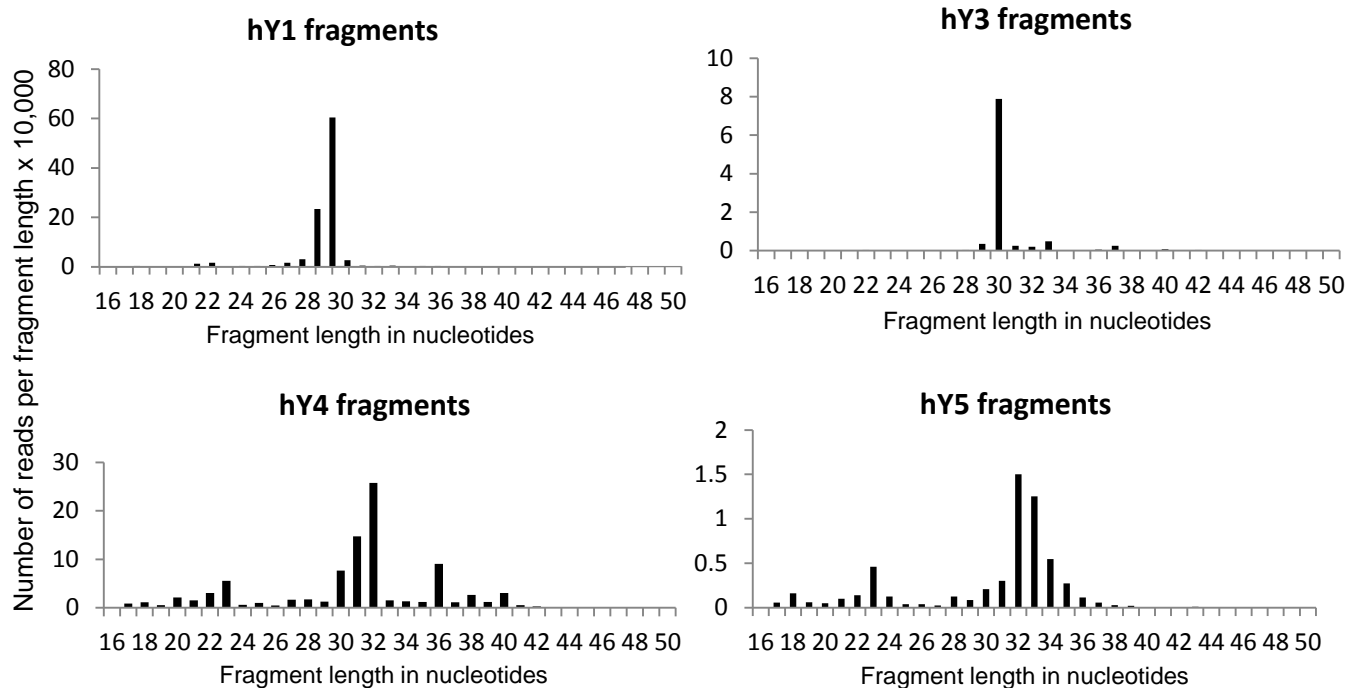 Number of reads per fragment length x 10,000
hY1 fragments
80
60
40
20
0
16 18 20 22 24 26 28 30 32 34 36 38 40 42 44 46 48 50
Fragment length in nucleotides
hY3 fragments
10
8
6
4
2
0
16 18 20 22 24 26 28 30 32 34 36 38 40 42 44 46 48 50
Fragment length in nucleotides
hY4 fragments
30
20
10
0
16 18 20 22 24 26 28 30 32 34 36 38 40 42 44 46 48 50
Fragment length in nucleotides
hY5 fragments
2
1.5
1
0.5
0
16 18 20 22 24 26 28 30 32 34 36 38 40 42 44 46 48 50
Fragment length in nucleotides